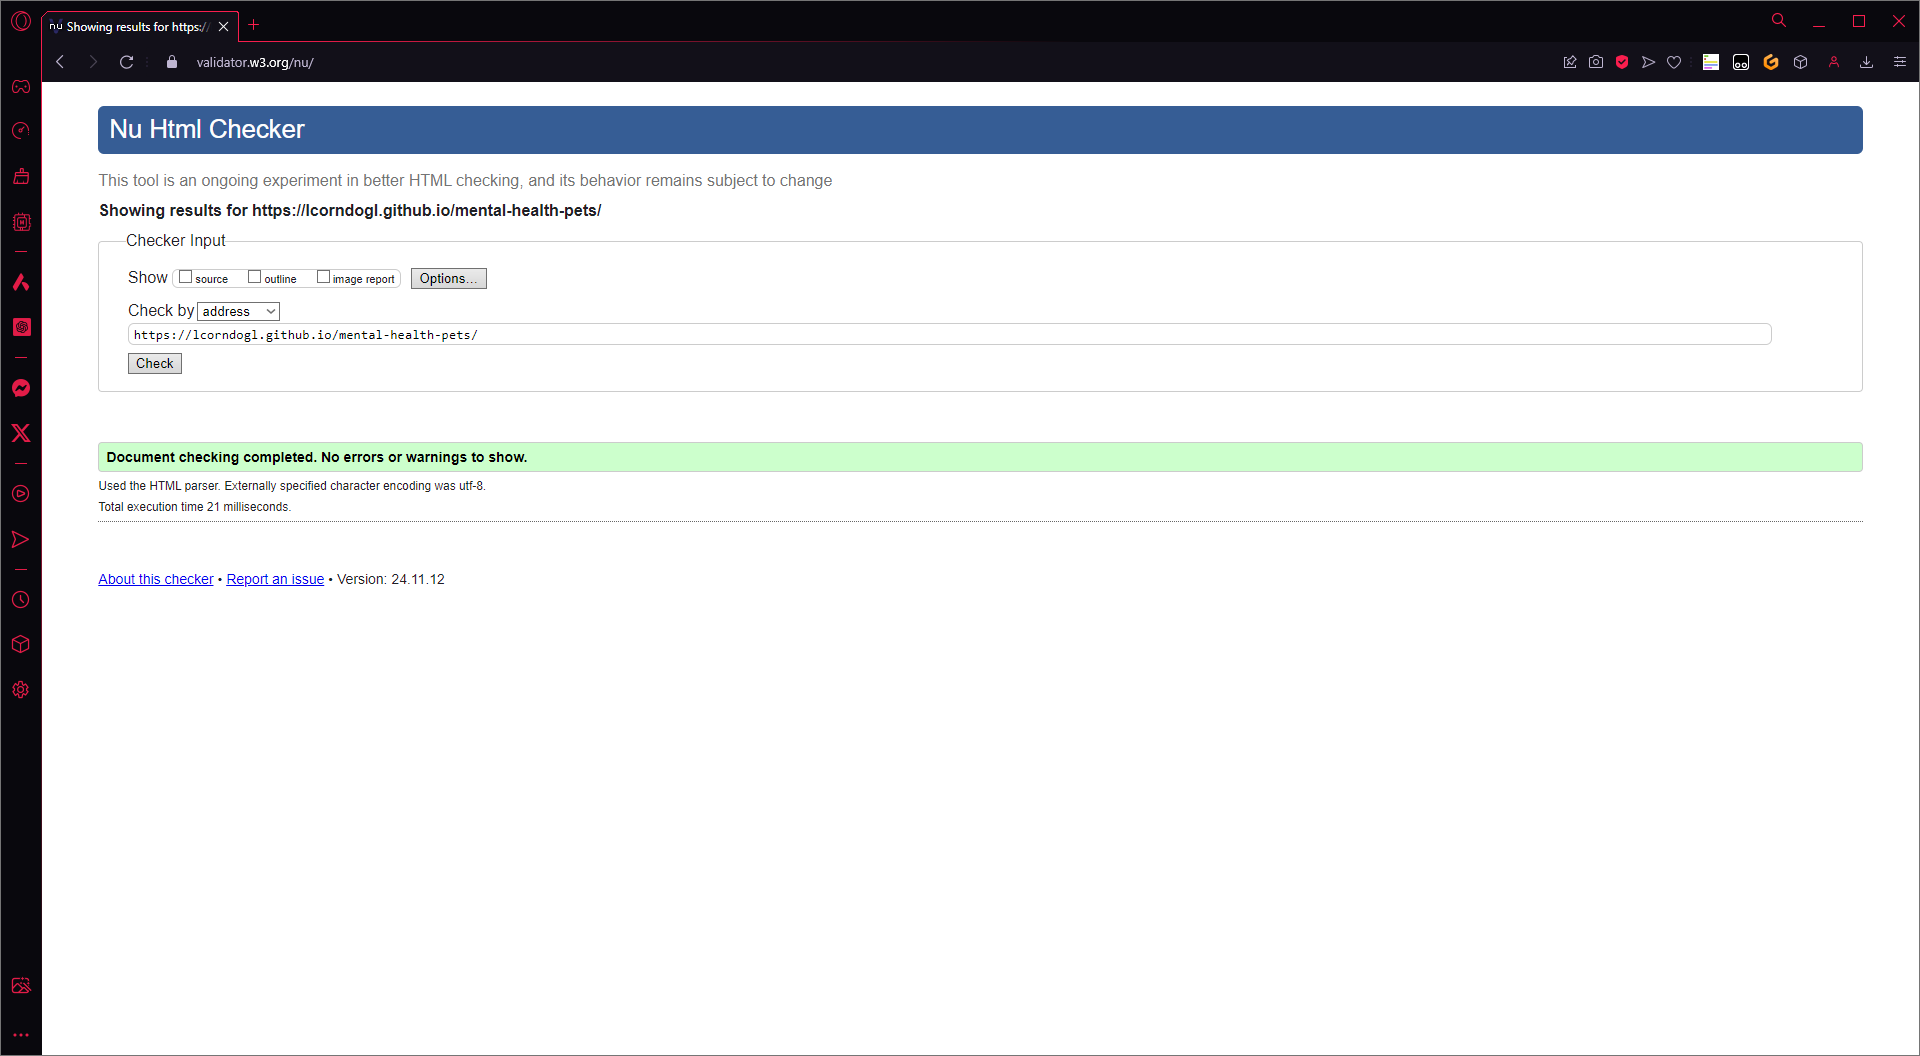 nu Showing results for https://
validator.w3.org/nu/
Nu Html Checker
This tool is an ongoing experiment in better HTML checking, and its behavior remains subject to change
Showing results for https://lcorndogl.github.io/mental-health-pets/
Checker Input
Show source outline image report Options...
Check by address
https://lcorndogl.github.io/mental-health-pets/
Check
Document checking completed. No errors or warnings to show.
Used the HTML parser. Externally specified character encoding was utf-8.
Total execution time 21 milliseconds.
About this checker • Report an issue • Version: 24.11.12